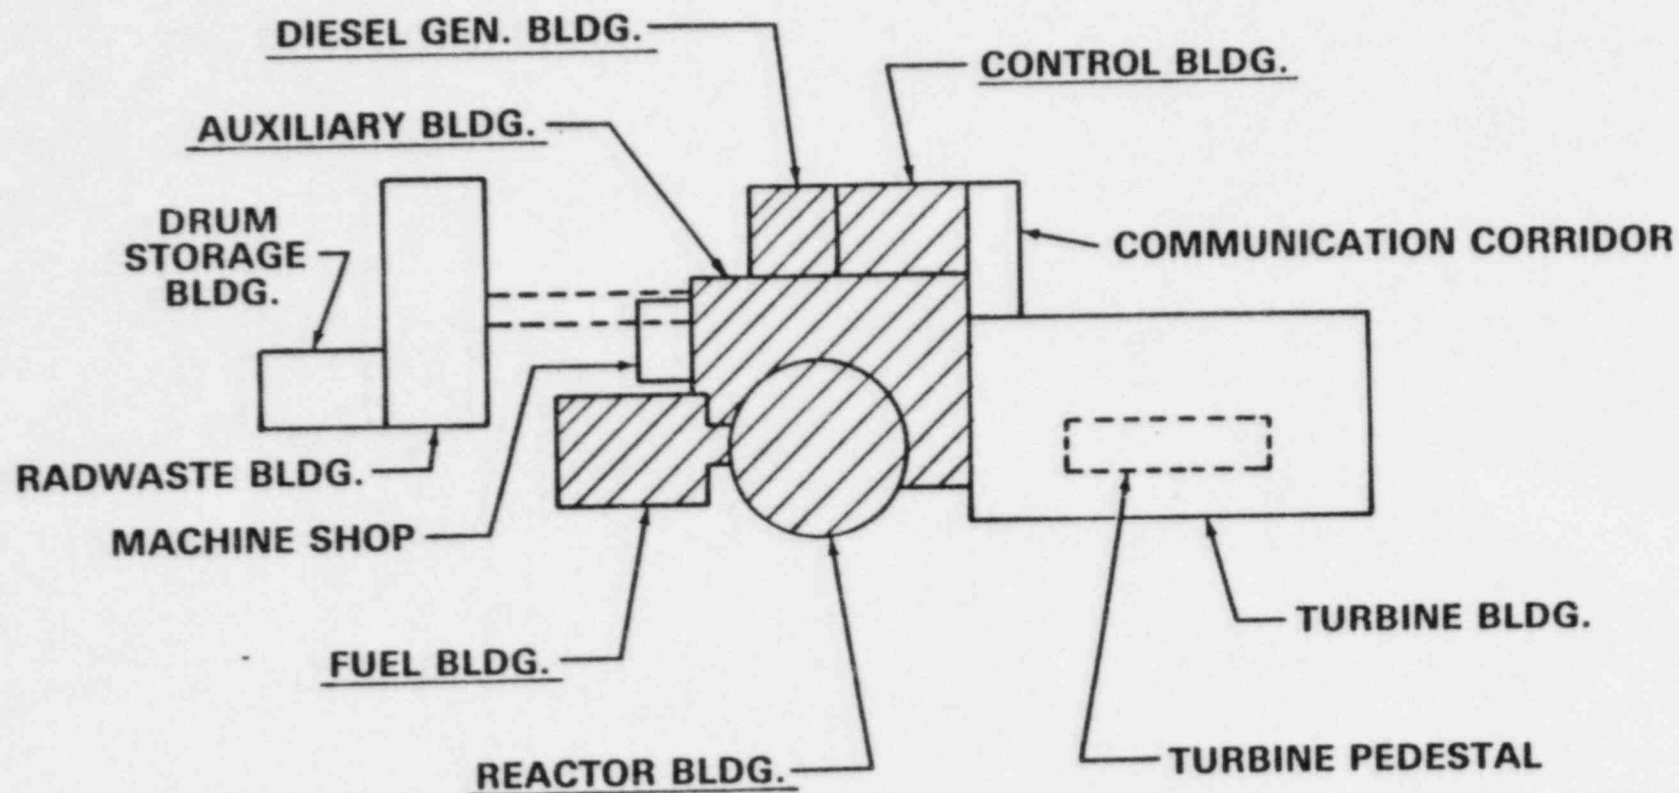 DIESEL GEN. BLDG.
CONTROL BLDG.
AUXILIARY BLDG.
DRUM
STORAGE
BLDG.
COMMUNICATION CORRIDOR
RADWASTE BLDG.
MACHINE SHOP
TURBINE BLDG.
FUEL BLDG.
TURBINE PEDESTAL
REACTOR BLDG.